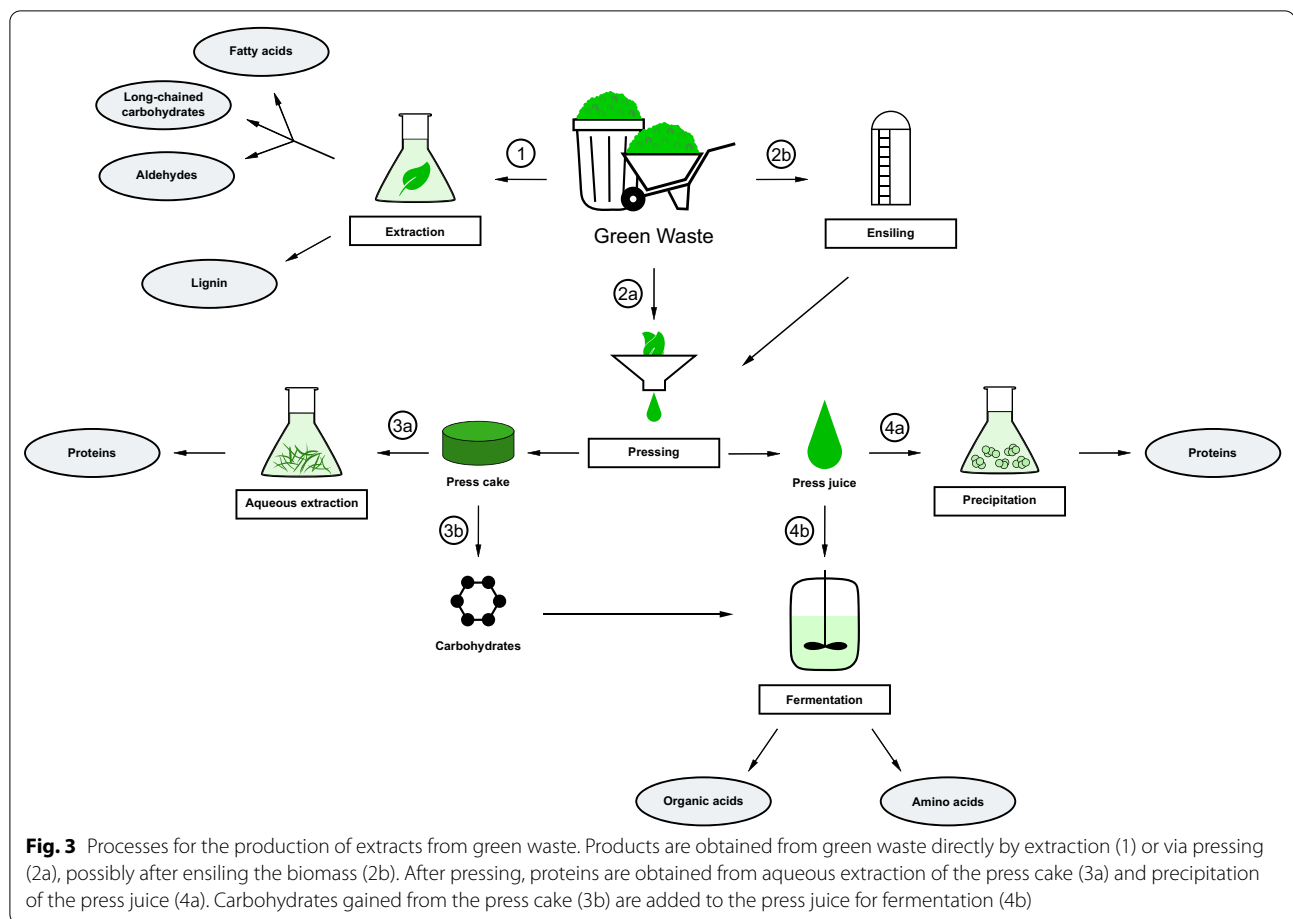 Fatty acids
Long-chained
carbohydrates
Aldehydes
1
2b
Extraction
Green Waste
Ensiling
Lignin
2a
3a
4a
Proteins
Pressing
Proteins
Press cake
Press juice
Aqueous extraction
Precipitation
3b
4b
Carbohydrates
Fermentation
Organic acids
Amino acids
Fig. 3 Processes for the production of extracts from green waste. Products are obtained from green waste directly by extraction (1) or via pressing
(2a), possibly after ensiling the biomass (2b). After pressing, proteins are obtained from aqueous extraction of the press cake (3a) and precipitation
of the press juice (4a). Carbohydrates gained from the press cake (3b) are added to the press juice for fermentation (4b)